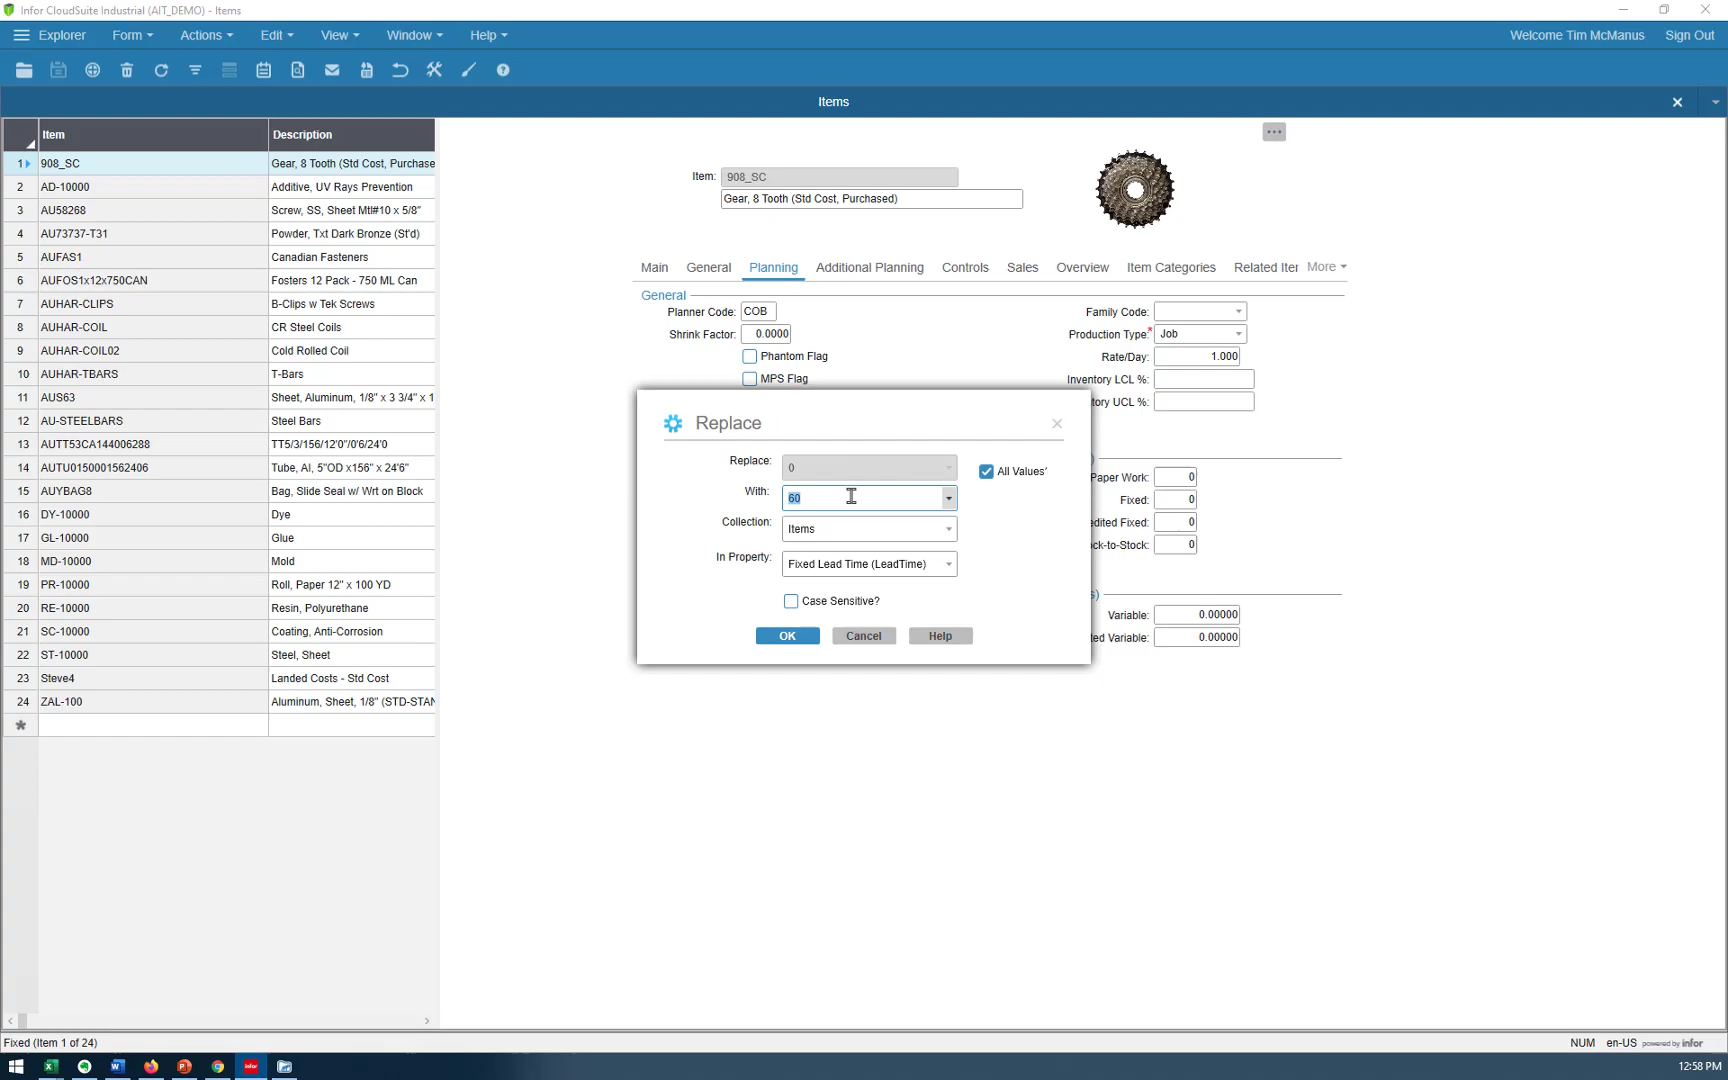 Infor CloudSuite Industrial (AIT_DEMO) - Items
Explorer Form Actions Edit View Window Help Welcome Tim McManus Sign Out
Items
Item Description
1 908_SC Gear, 8 Tooth (Std Cost, Purchase
2 AD-10000 Additive, UV Rays Prevention
3 AU58268 Screw, SS, Sheet Mtl#10 x 5/8"
4 AU73737-T31 Powder, Txt Dark Bronze (St'd)
5 AUFAS1 Canadian Fasteners
6 AUFOS1x12x750CAN Fosters 12 Pack - 750 ML Can
7 AUHAR-CLIPS B-Clips w Tek Screws
8 AUHAR-COIL CR Steel Coils
9 AUHAR-COIL02 Cold Rolled Coil
10 AUHAR-TBARS T-Bars
11 AUS63 Sheet, Aluminum, 1/8" x 3 3/4" x 1
12 AU-STEELBARS Steel Bars
13 AUTT53CA144006288 TT5/3/156/12'0"/0'6/24'0
14 AUTU0150001562406 Tube, Al, 5"OD x156" x 24'6"
15 AUYBAG8 Bag, Slide Seal w/ Wrt on Block
16 DY-10000 Dye
17 GL-10000 Glue
18 MD-10000 Mold
19 PR-10000 Roll, Paper 12" x 100 YD
20 RE-10000 Resin, Polyurethane
21 SC-10000 Coating, Anti-Corrosion
22 ST-10000 Steel, Sheet
23 Steve4 Landed Costs - Std Cost
24 ZAL-100 Aluminum, Sheet, 1/8" (STD-STAN
Item: 908_SC
Gear, 8 Tooth (Std Cost, Purchased)
Main General Planning Additional Planning Controls Sales Overview Item Categories Related Iter More
General
Planner Code: COB Family Code:
Shrink Factor: 0.0000 Production Type:* Job
Phantom Flag Rate/Day: 1.000
MPS Flag Inventory LCL %:
tory UCL %:
Replace
Replace: 0 All Values'
With: 60
Collection: Items
In Property: Fixed Lead Time (LeadTime)
Case Sensitive?
OK Cancel Help
)
Paper Work: 0
Fixed: 0
edited Fixed: 0
ck-to-Stock: 0
s)
Variable: 0.00000
ted Variable: 0.00000
Fixed (Item 1 of 24) NUM en-US powered by infor
infor 12:58 PM